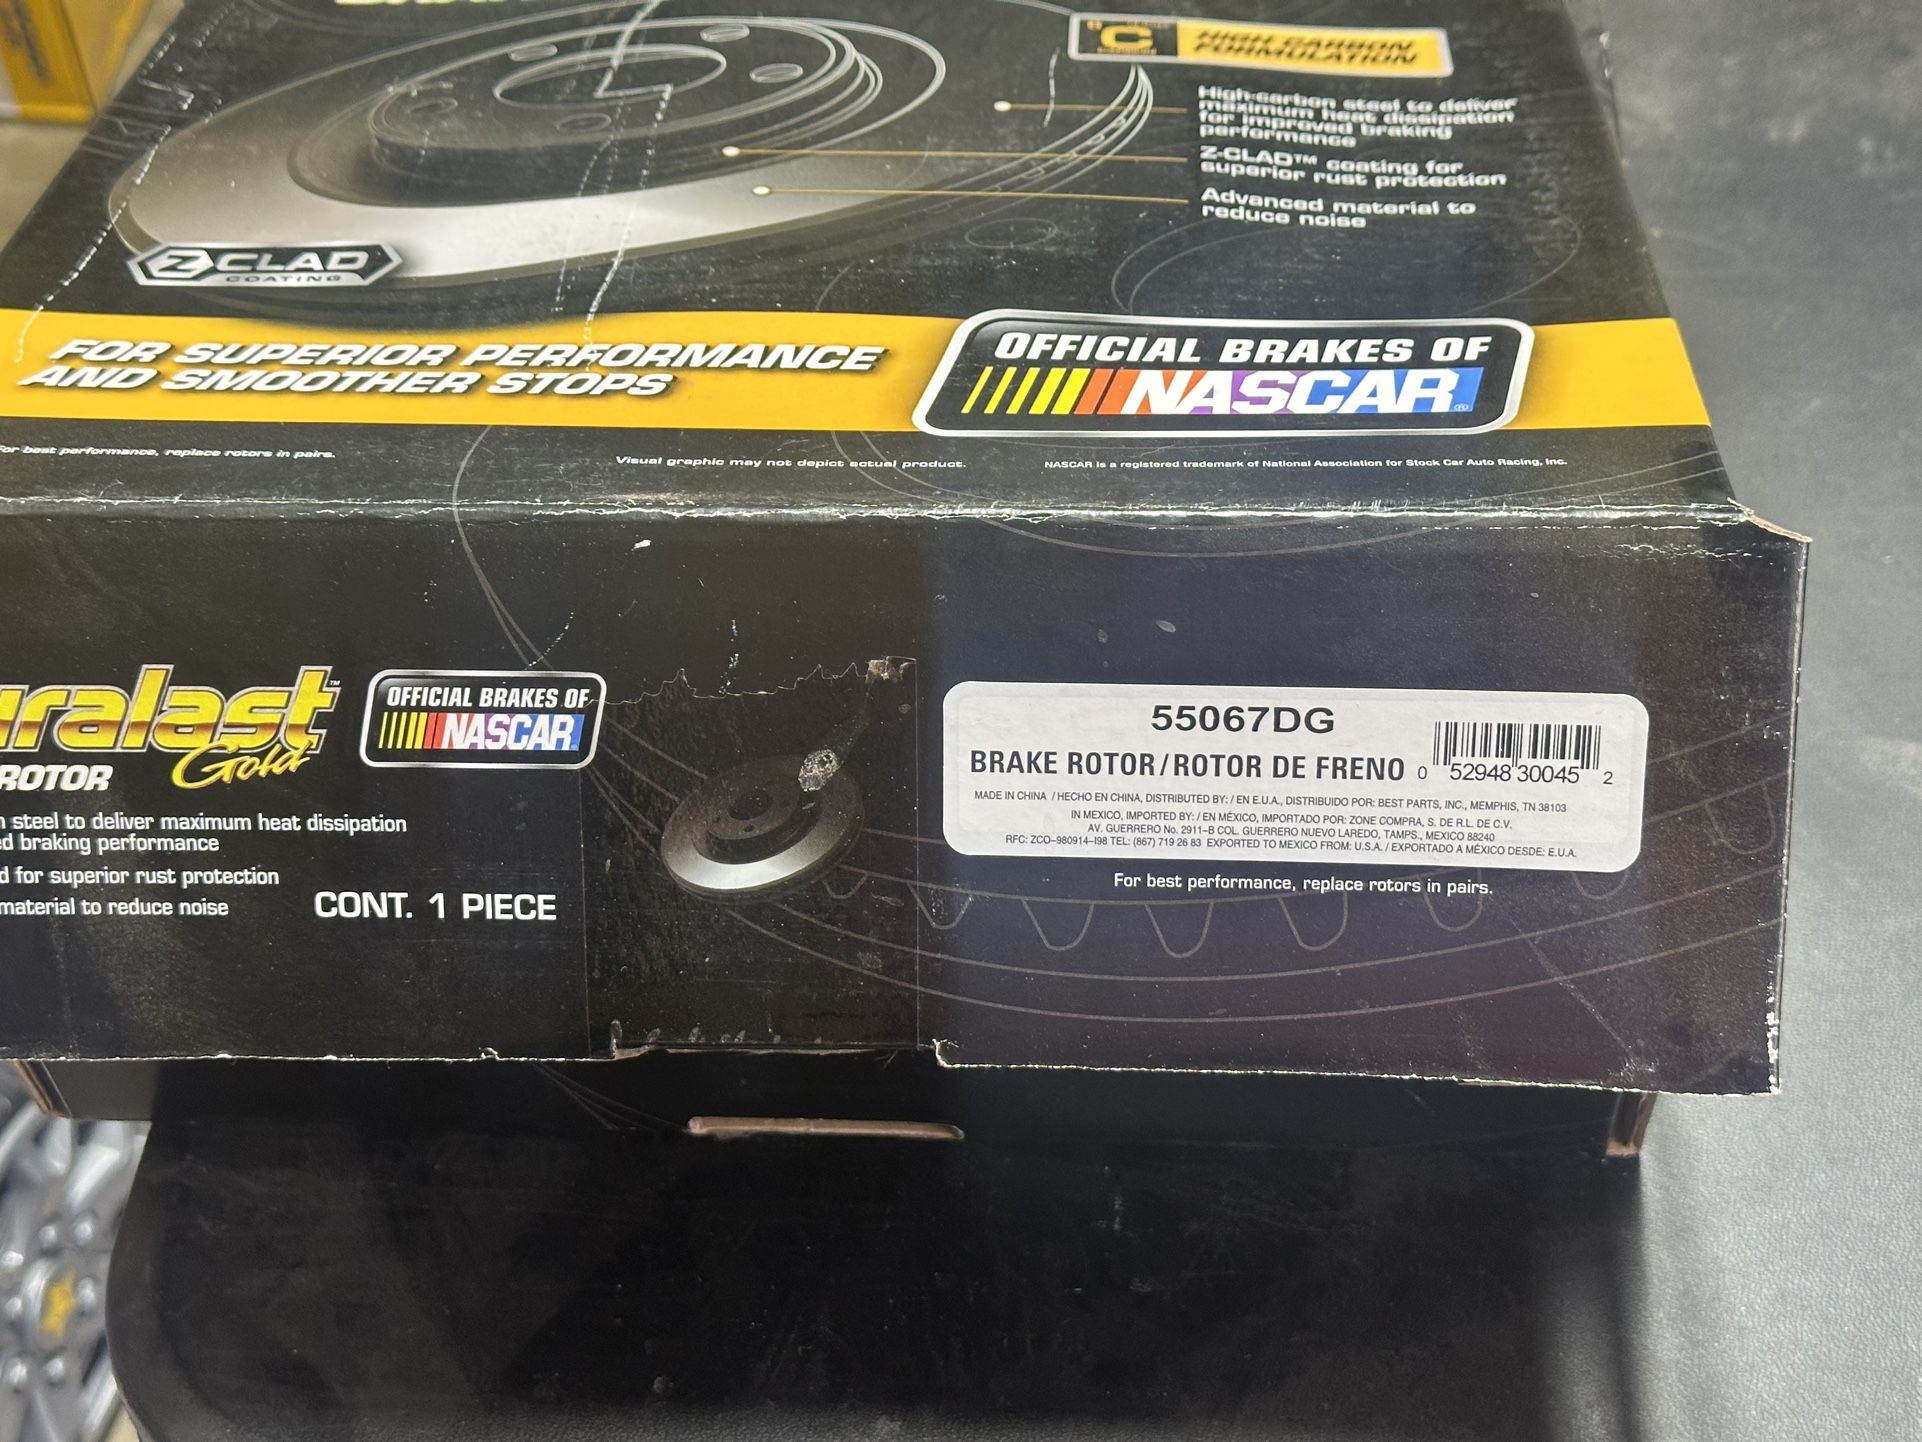 C
HIGH CARBON
FORMULATION
High-carbon steel to deliver
maximum heat dissipation
for improved braking
performance
Z-CLAD™ coating for
superior rust protection
Advanced material to
reduce noise
Z CLAD
COATING
FOR SUPERIOR PERFORMANCE
AND SMOOTHER STOPS
OFFICIAL BRAKES OF
NASCAR®
For best performance, replace rotors in pairs.
Visual graphic may not depict actual product.
NASCAR is a registered trademark of National Association for Stock Car Auto Racing, Inc.
uralast™
Gold
ROTOR
OFFICIAL BRAKES OF
NASCAR
steel to deliver maximum heat dissipation
braking performance
for superior rust protection
material to reduce noise
CONT. 1 PIECE
55067DG
BRAKE ROTOR/ROTOR DE FRENO
0 52948 30045 2
MADE IN CHINA / HECHO EN CHINA, DISTRIBUTED BY: / EN E.U.A., DISTRIBUIDO POR: BEST PARTS, INC., MEMPHIS, TN 38103
IN MEXICO, IMPORTED BY: / EN MÉXICO, IMPORTADO POR: ZONE COMPRA, S. DE R.L. DE C.V.
AV. GUERRERO No. 2911-B COL. GUERRERO NUEVO LAREDO, TAMPS., MEXICO 88240
RFC: ZCO-980914-I98 TEL: (867) 719 26 83 EXPORTED TO MEXICO FROM: U.S.A. / EXPORTADO A MÉXICO DESDE: E.U.A.
For best performance, replace rotors in pairs.